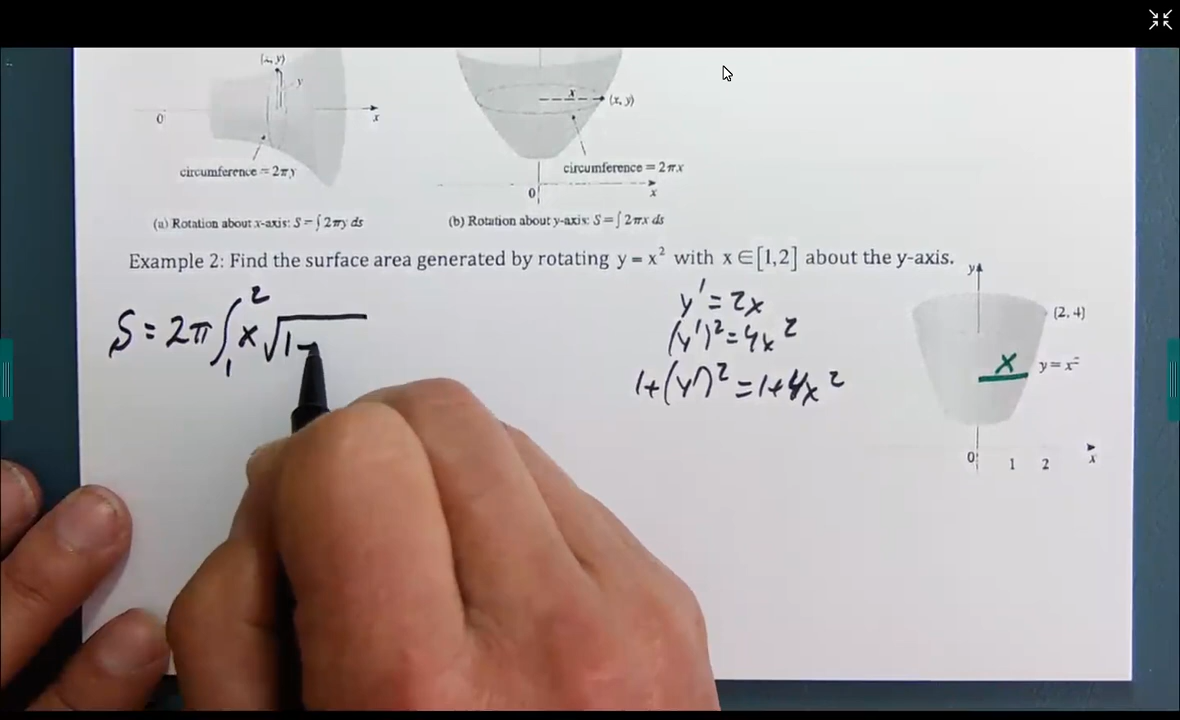 (x, y)
y
0
x
circumference = 2πy
(a) Rotation about x-axis: S = ∫ 2πy ds
x
(x, y)
circumference = 2πx
0
x
(b) Rotation about y-axis: S = ∫ 2πx ds
Example 2: Find the surface area generated by rotating y = x² with x ∈ [1,2] about the y-axis.
S = 2π ∫₁² x √1
y' = 2x
(y')² = 4x²
1+(y')² = 1+4x²
y
(2, 4)
x
y = x²
0
1 2
x